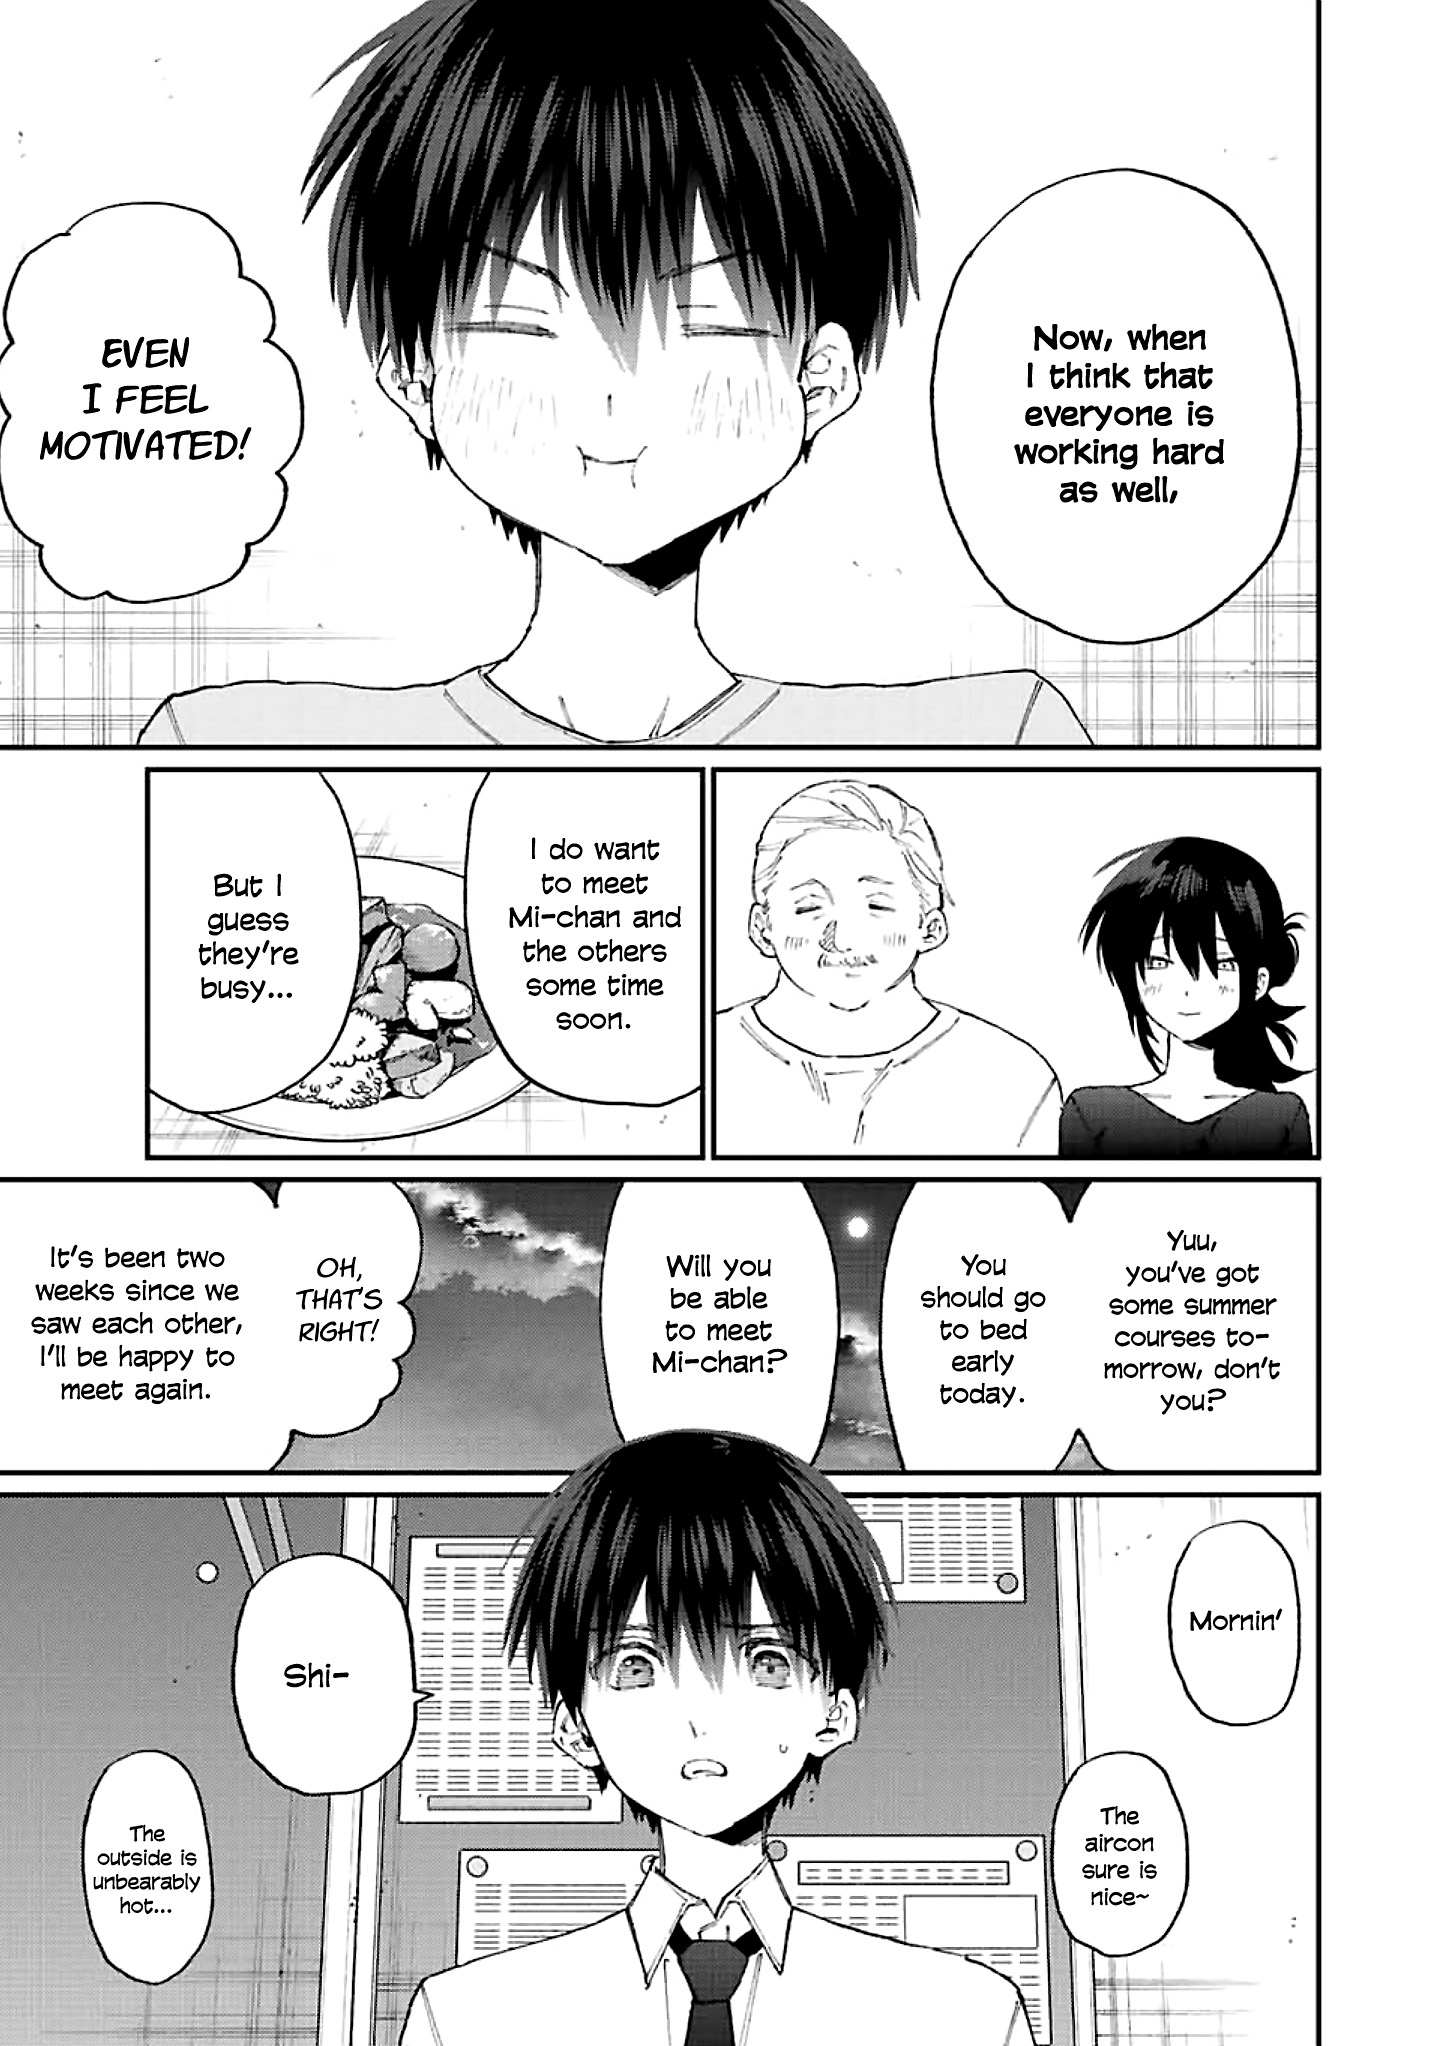 Now, when
I think that
everyone is
working hard
as well,
EVEN
I FEEL
MOTIVATED!
I do want
to meet
Mi-chan and
the others
some time
soon.
But I
guess
they're
busy...
Yuu,
you've got
some summer
courses to-
morrow, don't
you?
You
should go
to bed
early
today.
Will you
be able
to meet
Mi-chan?
OH,
THAT'S
RIGHT!
It's been two
weeks since we
saw each other,
I'll be happy to
meet again.
Mornin'
Shi-
The
aircon
sure is
nice~
The
outside is
unbearably
hot...